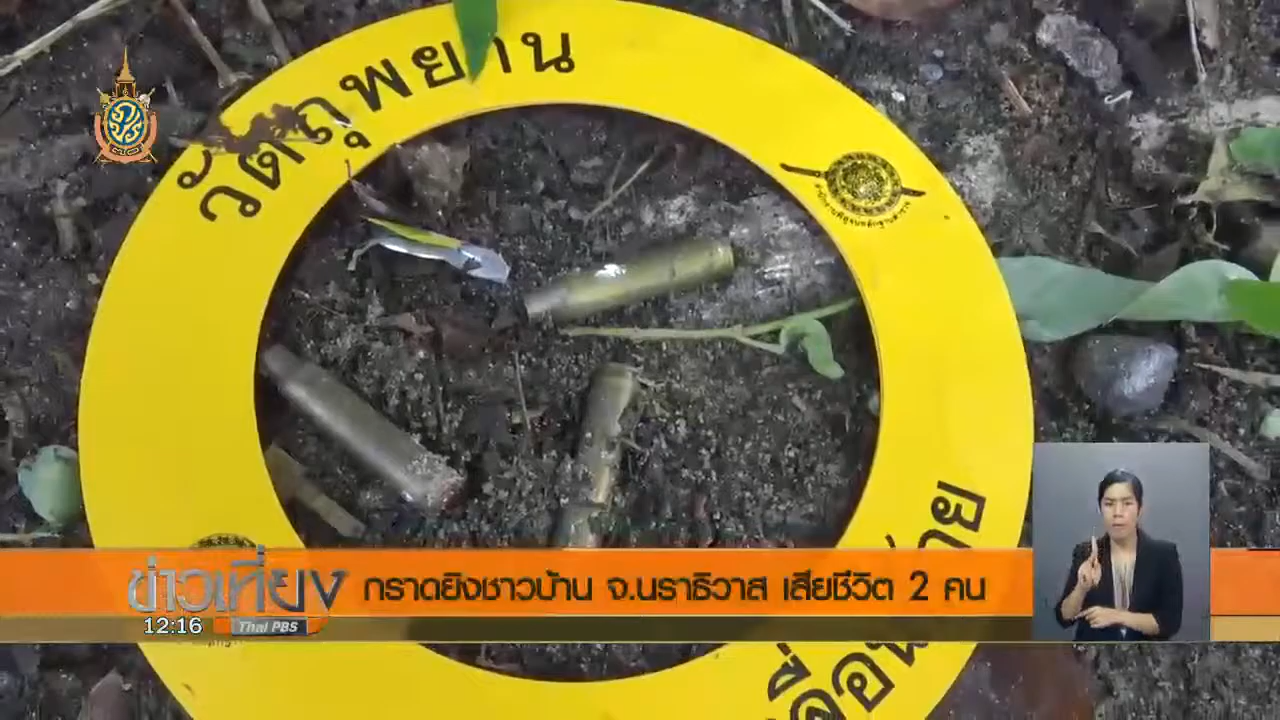 วัตถุพยาน
ข่าวเที่ยง
กราดยิงชาวบ้าน จ.นราธิวาส เสียชีวิต 2 คน
12:16
Thai PBS